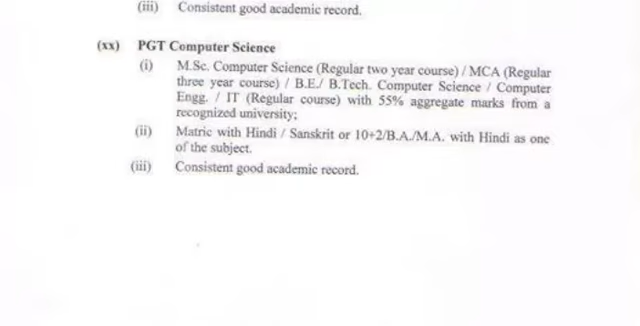 (iii) Consistent good academic record.
(xx) PGT Computer Science
(i) M.Sc. Computer Science (Regular two year course) / MCA (Regular
three year course) / B.E./ B.Tech. Computer Science / Computer
Engg. / IT (Regular course) with 55% aggregate marks from a
recognized university;
(ii) Matric with Hindi / Sanskrit or 10+2/B.A./M.A. with Hindi as one
of the subject.
(iii) Consistent good academic record.